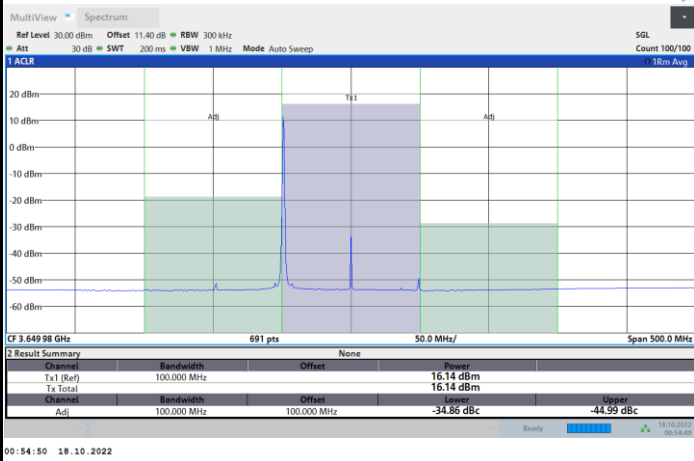 MultiView Spectrum
Ref Level 30.00 dBm Offset 11.40 dB RBW 300 kHz SGL
Att 30 dB SWT 200 ms VBW 1 MHz Mode Auto Sweep Count 100/100
1 ACLR 1Rm Avg
20 dBm
Tx1
10 dBm Adj Adj
0 dBm
-10 dBm
-20 dBm
-30 dBm
-40 dBm
-50 dBm
-60 dBm
CF 3.649 98 GHz 691 pts 50.0 MHz/ Span 500.0 MHz
2 Result Summary None
Channel Bandwidth Offset Power
Tx1 (Ref) 100.000 MHz 16.14 dBm
Tx Total 16.14 dBm
Channel Bandwidth Offset Lower Upper
Adj 100.000 MHz 100.000 MHz -34.86 dBc -44.99 dBc
Ready 18.10.2022
00:54:49
00:54:50 18.10.2022